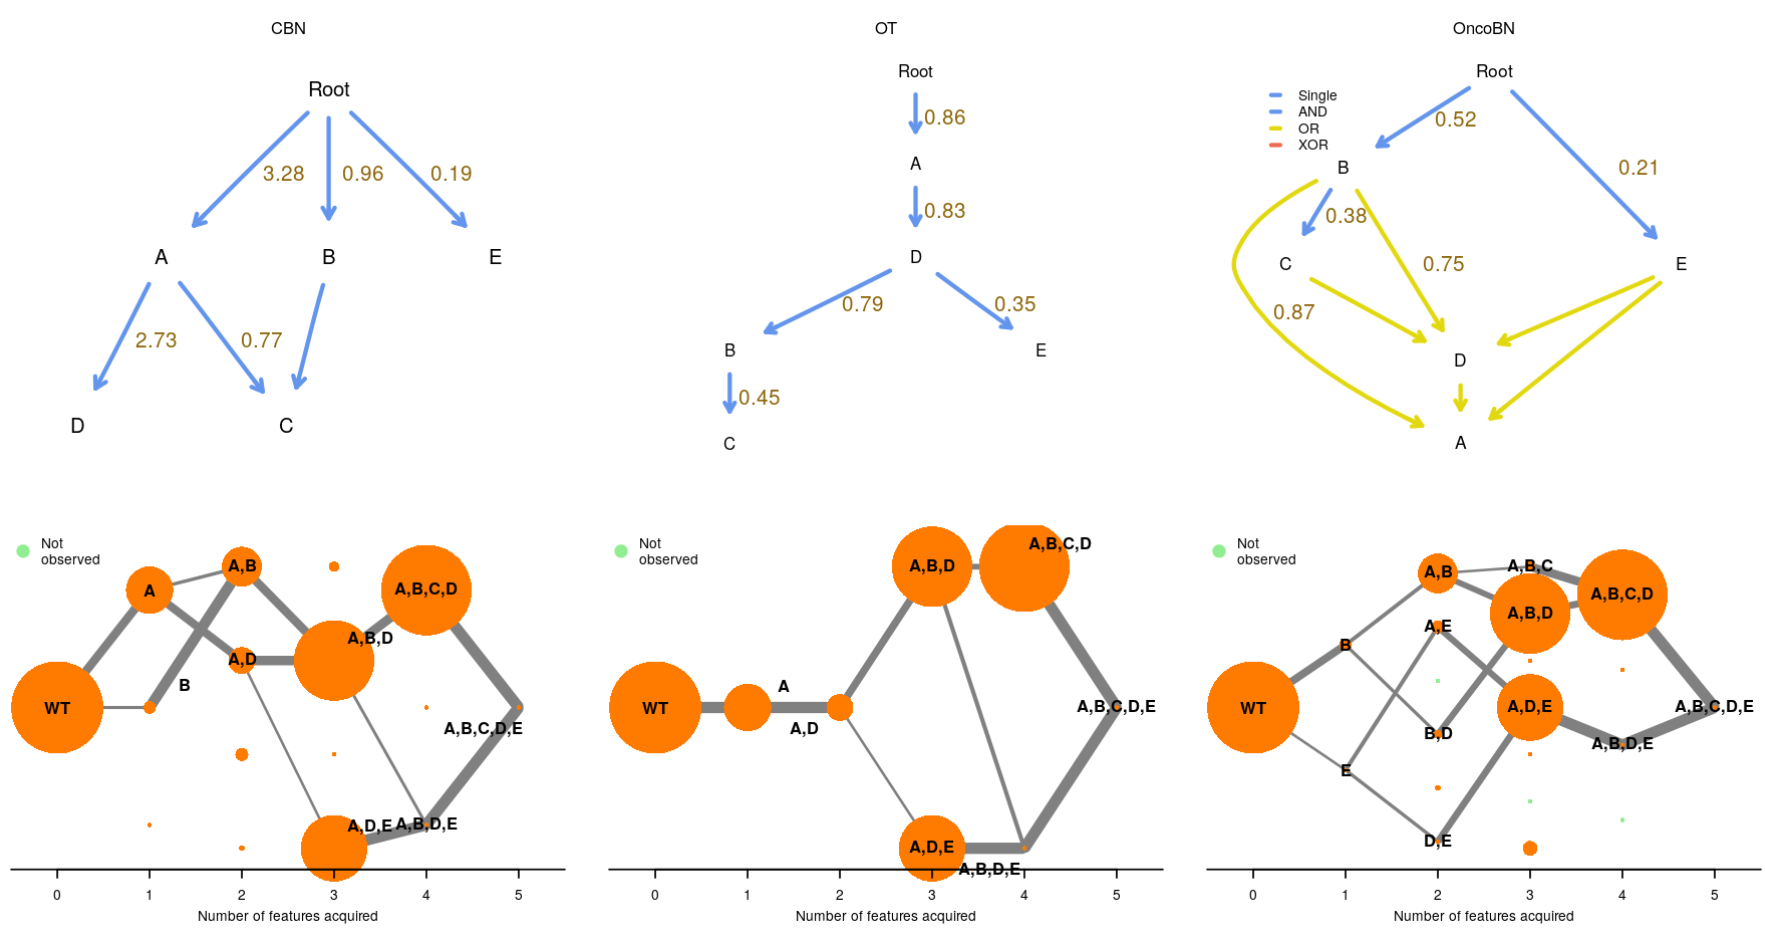 CBN
Root
3.28
0.96
0.19
A
B
E
2.73
0.77
D
C
OT
Root
0.86
A
0.83
D
0.79
0.35
B
E
0.45
C
OncoBN
Root
Single
AND
OR
XOR
0.52
0.21
B
0.38
C
0.75
E
0.87
D
A
Not
observed
WT
A
B
A,B
A,D
A,B,D
A,D,E
A,B,C,D
A,B,D,E
A,B,C,D,E
0 1 2 3 4 5
Number of features acquired
Not
observed
WT
A
A,D
A,B,D
A,D,E
A,B,C,D
A,B,D,E
A,B,C,D,E
0 1 2 3 4 5
Number of features acquired
Not
observed
WT
B
E
A,B
A,E
B,D
D,E
A,B,C
A,B,D
A,D,E
A,B,C,D
A,B,D,E
A,B,C,D,E
0 1 2 3 4 5
Number of features acquired